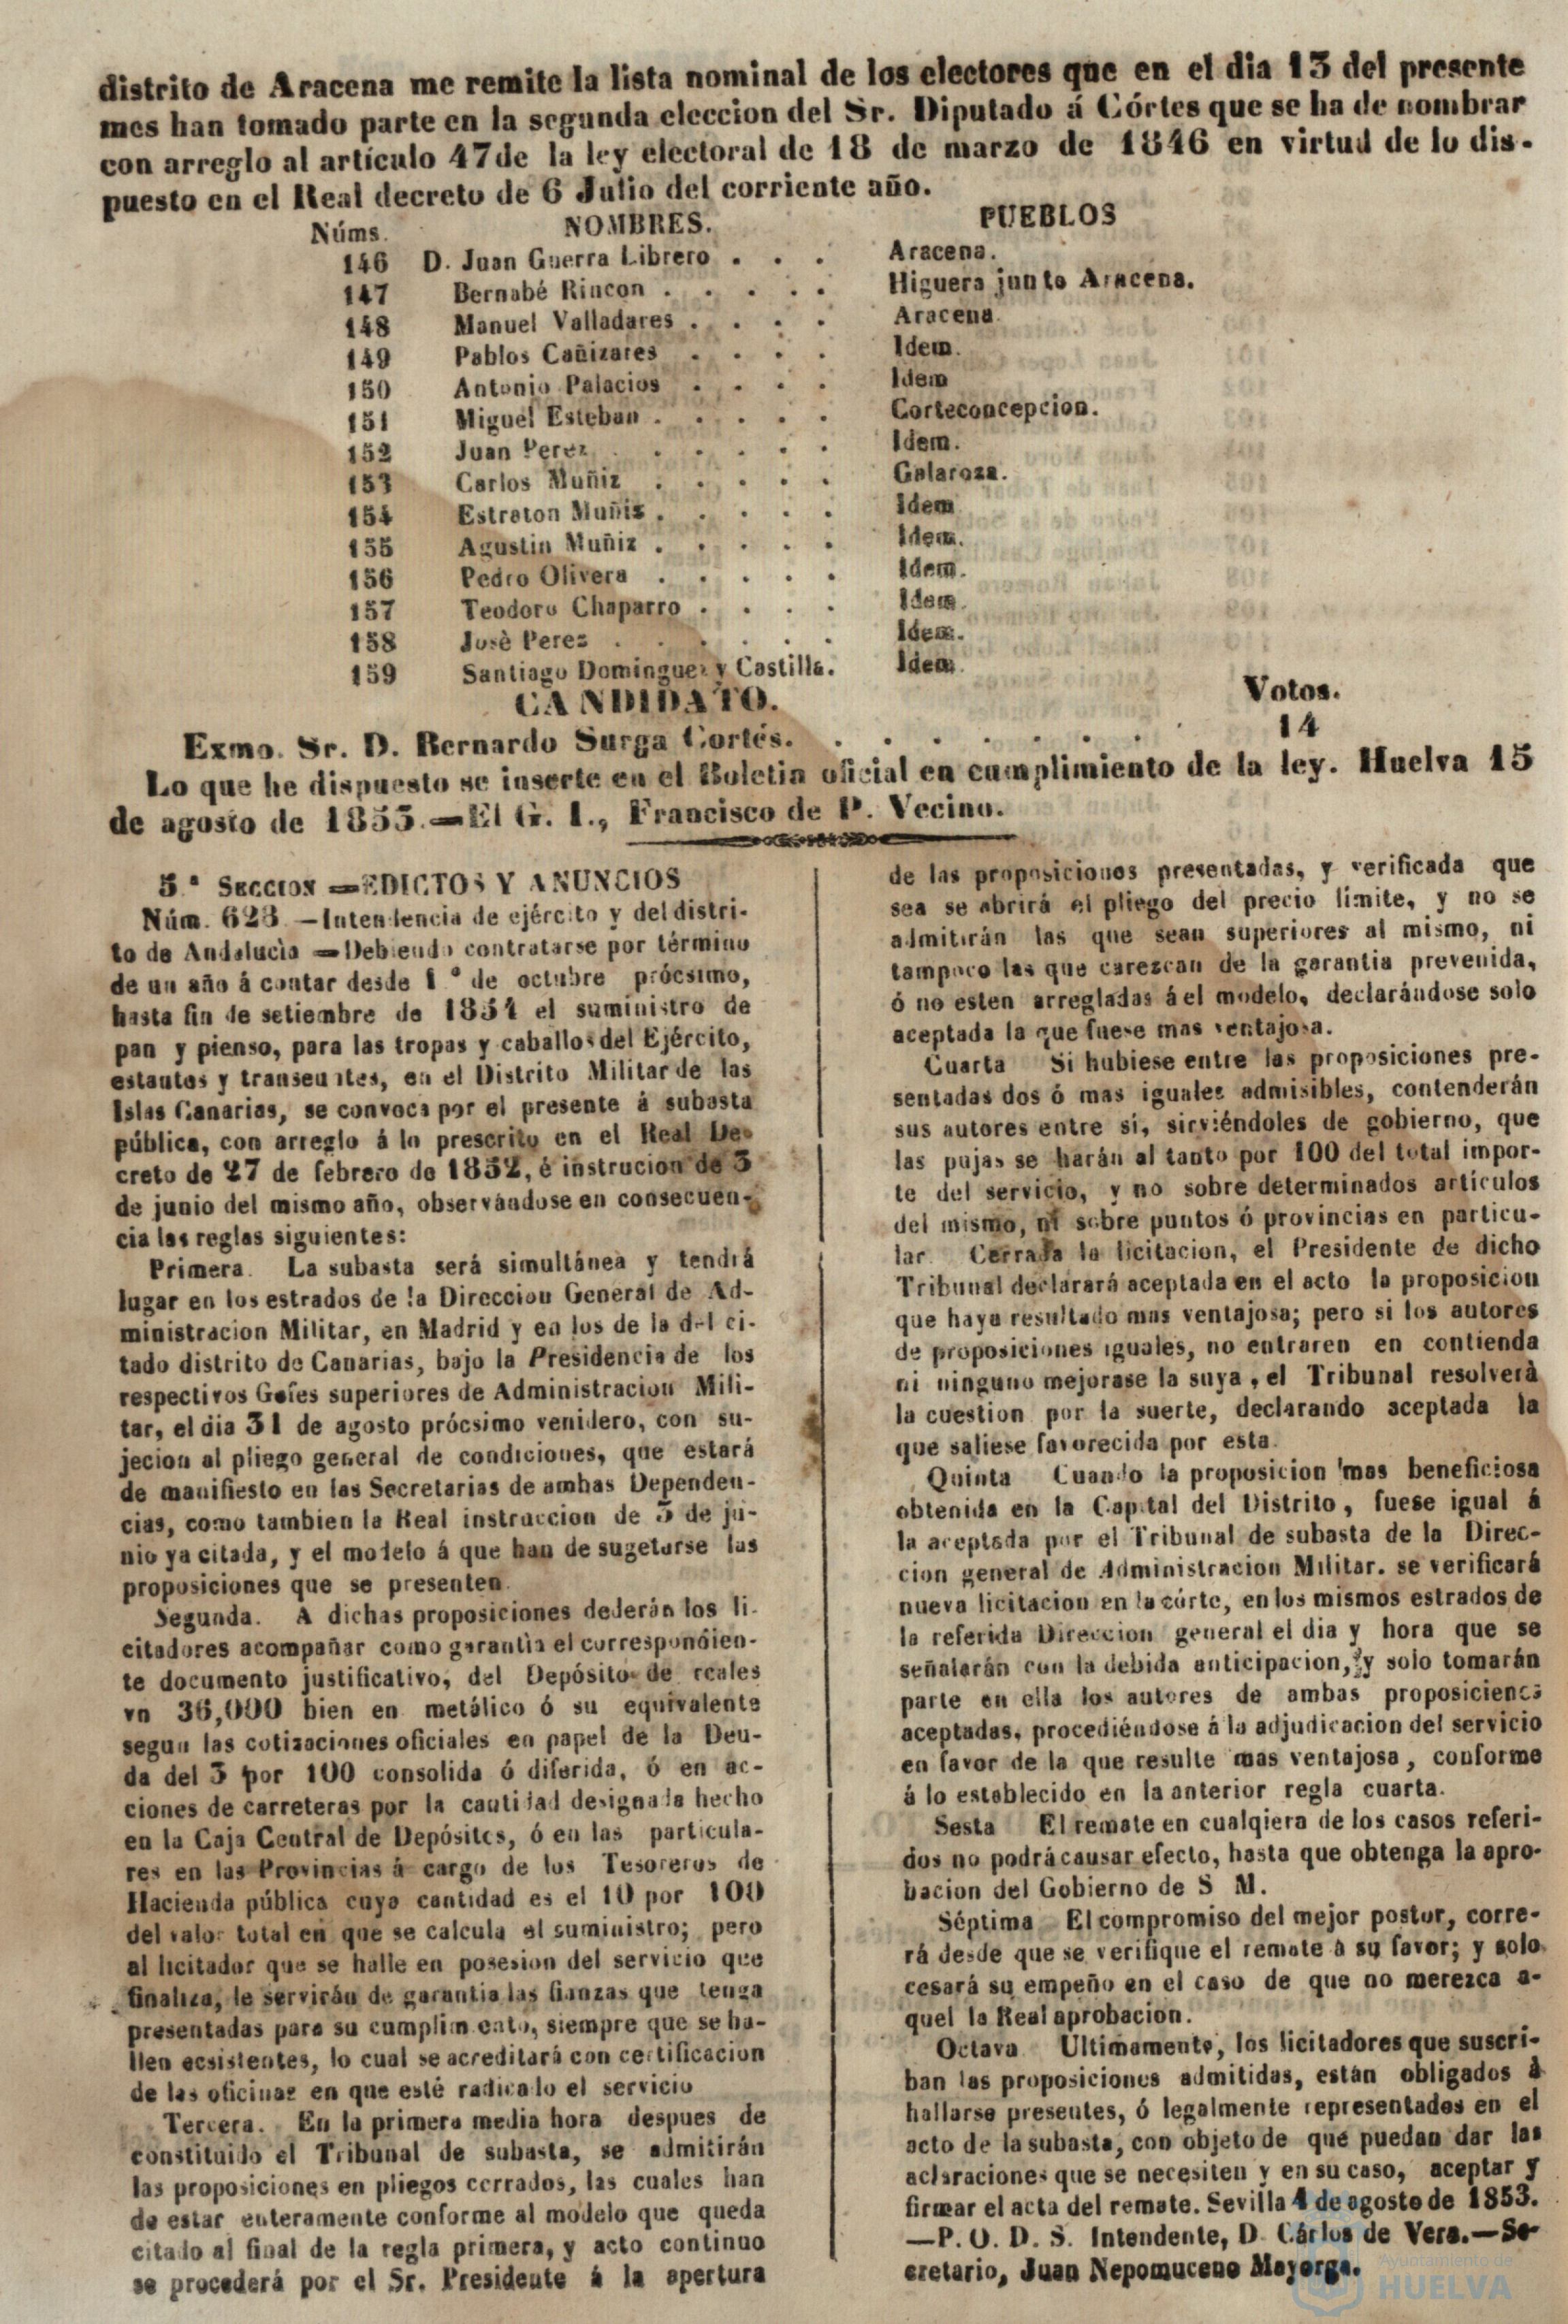 distrito de Aracena me remite la lista nominal de los electores que en el dia 13 del presente
mes han tomado parte en la segunda eleccion del Sr. Diputado á Córtes que se ha de nombrar
con arreglo al artículo 47 de la ley electoral de 18 de marzo de 1846 en virtud de lo dis-
puesto en el Real decreto de 6 Julio del corriente año.
Núms. NOMBRES. PUEBLOS
146 D. Juan Guerra Librero . . . Aracena.
147 Bernabé Rincon . . . . . Higuera junto Aracena.
148 Manuel Valladares . . . . Aracena.
149 Pablos Cañizares . . . . Idem.
150 Antonio Palacios . . . . Idem
151 Miguel Esteban . . . . . Corteconcepcion.
152 Juan Perez . . . . . . Idem.
153 Carlos Muñiz . . . . . Galaroza.
154 Estraton Muñiz . . . . . Idem
155 Agustin Muñiz . . . . . Idem.
156 Pedro Olivera . . . . . Idem.
157 Teodoro Chaparro . . . . Idem.
158 Josè Perez . . . . . . Idem.
159 Santiago Dominguez y Castilla. Idem.
CANDIDATO. Votos.
Exmo. Sr. D. Bernardo Surga Cortés. . . . . . . . . 14
Lo que he dispuesto se inserte en el Boletin oficial en cumplimiento de la ley. Huelva 15
de agosto de 1853.—El G. I., Francisco de P. Vecino.
5.ª SECCION—EDICTOS Y ANUNCIOS
Núm. 623—Intendencia de ejército y del distri-
to de Andalucìa—Debiendo contratarse por término
de un año á contar desde 1.º de octubre prócsimo,
hasta fin de setiembre de 1854 el suministro de
pan y pienso, para las tropas y caballos del Ejército,
estantes y transeuntes, en el Distrito Militar de las
Islas Canarias, se convoca por el presente á subasta
pública, con arreglo á lo prescrito en el Real De-
creto de 27 de febrero de 1852, é instrucion de 3
de junio del mismo año, observándose en consecuen-
cia las reglas siguientes:
Primera. La subasta será simultánea y tendrá
lugar en los estrados de la Direccion General de Ad-
ministracion Militar, en Madrid y en los de la del ci-
tado distrito de Canarias, bajo la Presidencia de los
respectivos Gefes superiores de Administracion Mili-
tar, el dia 31 de agosto prócsimo venidero, con su-
jecion al pliego general de condiciones, que estará
de manifiesto en las Secretarias de ambas Dependen-
cias, como tambien la Real instruccion de 3 de ju-
nio ya citada, y el modelo á que han de sugetarse las
proposiciones que se presenten.
Segunda. A dichas proposiciones deberán los li-
citadores acompañar como garantìa el correspondien-
te documento justificativo, del Depósito de reales
vn 36,000 bien en metálico ó su equivalente
segun las cotizaciones oficiales en papel de la Deu-
da del 3 por 100 consolida ó diferida, ó en ac-
ciones de carreteras por la cantidad designada hecho
en la Caja Central de Depósitos, ó en las particula-
res en las Provincias á cargo de los Tesoreros de
Hacienda pública cuya cantidad es el 10 por 100
del valor total en que se calcula el suministro; pero
al licitador que se halle en posesion del servicio que
finaliza, le servirán de garantia las fianzas que tenga
presentadas para su cumplimento, siempre que se ha-
llen ecsistentes, lo cual se acreditará con certificacion
de las oficinas en que esté radicado el servicio
Tercera. En la primera media hora despues de
constituido el Tribunal de subasta, se admitirán
las proposiciones en pliegos cerrados, las cuales han
de estar enteramente conforme al modelo que queda
citado al final de la regla primera, y acto continuo
se procederá por el Sr. Presidente á la apertura
de las proposiciones presentadas, y verificada que
sea se abrirá el pliego del precio límite, y no se
admitirán las que sean superiores al mismo, ni
tampoco las que carezcan de la garantia prevenida,
ó no esten arregladas á el modelo, declarándose solo
aceptada la que fuese mas ventajosa.
Cuarta Si hubiese entre las proposiciones pre-
sentadas dos ó mas iguales admisibles, contenderán
sus autores entre sí, sirviéndoles de gobierno, que
las pujas se harán al tanto por 100 del total impor-
te del servicio, y no sobre determinados artículos
del mismo, ni sobre puntos ó provincias en particu-
lar. Cerrada la licitacion, el Presidente de dicho
Tribunal declarará aceptada en el acto la proposicion
que haya resultado mas ventajosa; pero si los autores
de proposiciones iguales, no entraren en contienda
ni ninguno mejorase la suya, el Tribunal resolverà
la cuestion por la suerte, declarando aceptada la
que saliese favorecida por esta.
Quinta Cuando la proposicion mas beneficiosa
obtenida en la Capital del Distrito, fuese igual á
la aceptada por el Tribunal de subasta de la Direc-
cion general de Administracion Militar. se verificará
nueva licitacion en la córte, en los mismos estrados de
la referida Direccion general el dia y hora que se
señalarán con la debida anticipacion, y solo tomarán
parte en ella los autores de ambas proposiciones
aceptadas, procediéndose á la adjudicacion del servicio
en favor de la que resulte mas ventajosa, conforme
á lo establecido en la anterior regla cuarta.
Sesta El remate en cualqiera de los casos referi-
dos no podrá causar efecto, hasta que obtenga la apro-
bacion del Gobierno de S M.
Séptima El compromiso del mejor postor, corre-
rá desde que se verifique el remate a su favor; y solo
cesará su empeño en el caso de que no merezca a-
quel la Real aprobacion.
Octava Ultimamente, los licitadores que suscri-
ban las proposiciones admitidas, están obligados à
hallarse presentes, ó legalmente representados en el
acto de la subasta, con objeto de que puedan dar las
aclaraciones que se necesiten y en su caso, aceptar y
firmar el acta del remate. Sevilla 4 de agosto de 1853.
—P. O. D. S. Intendente, D. Cárlos de Vera.—Se-
cretario, Juan Nepomuceno Mayorga.
Ayuntamiento de
HUELVA